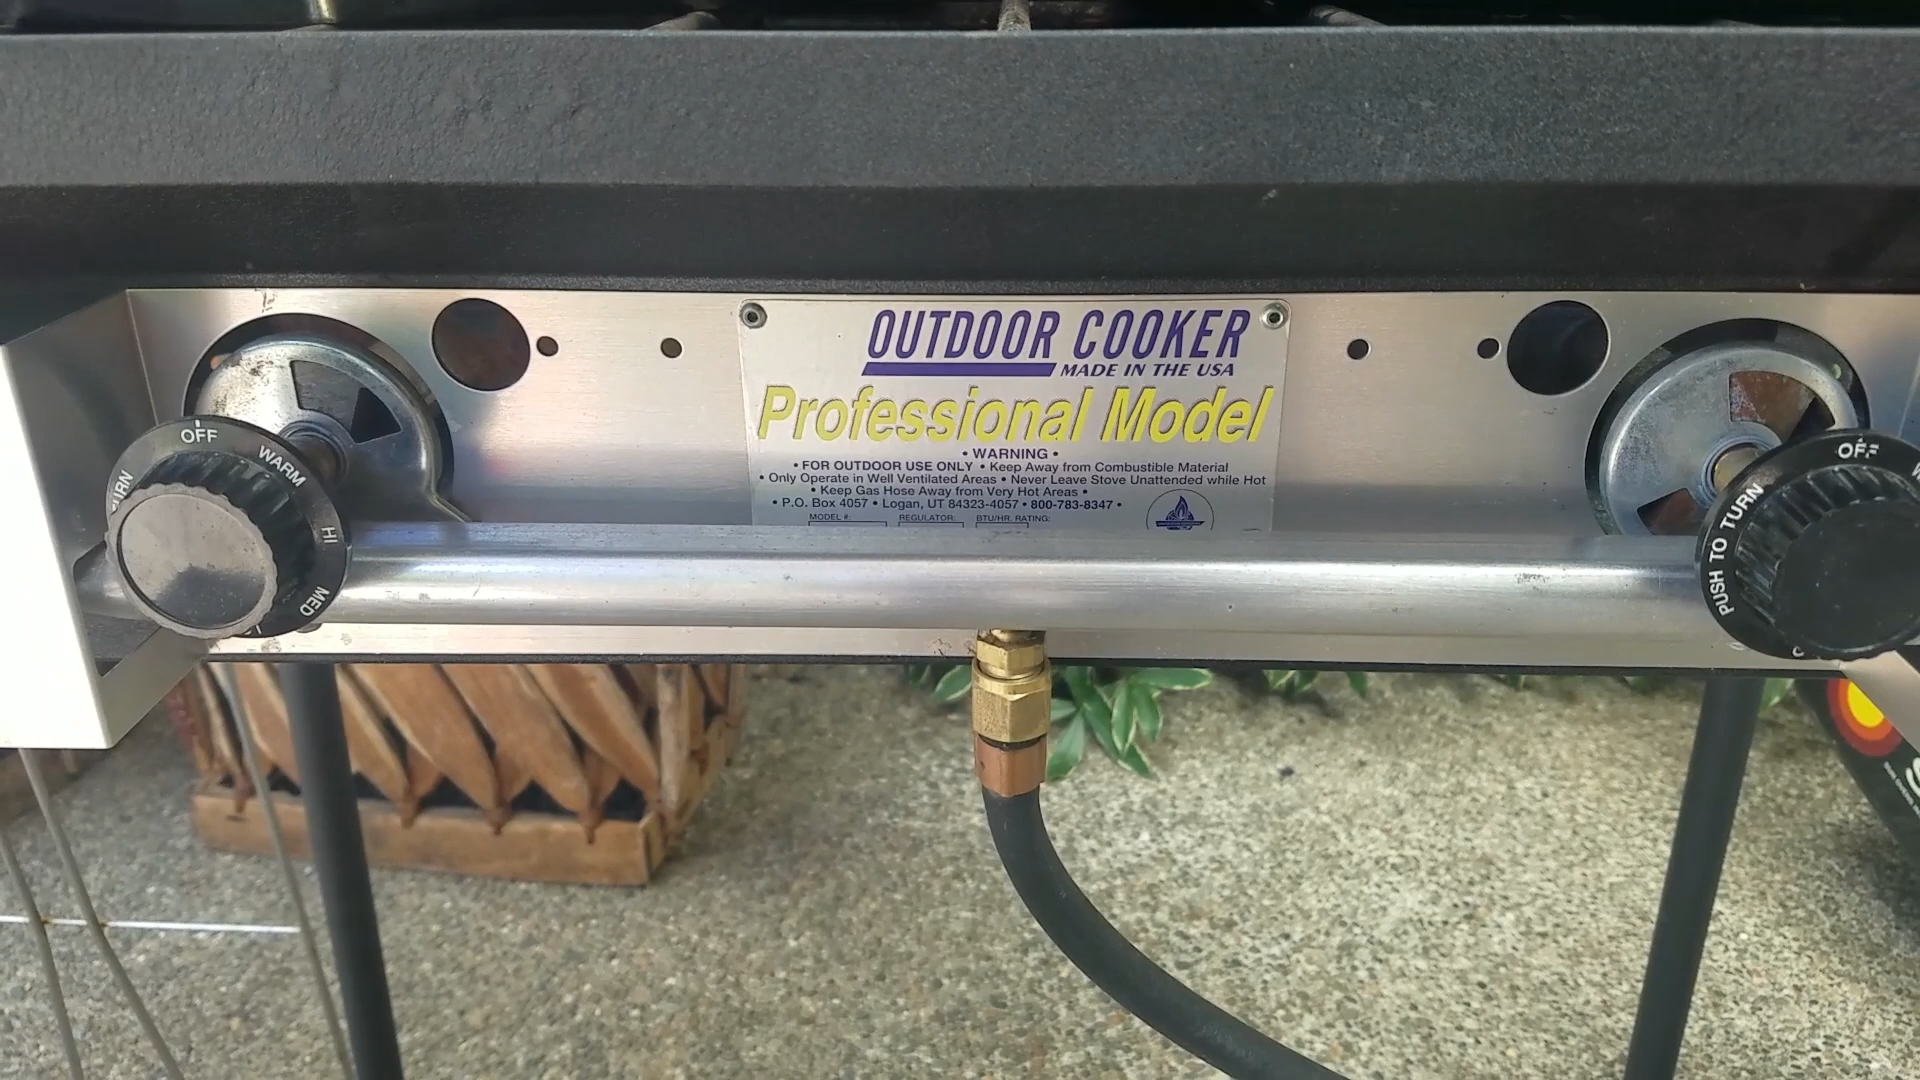 OUTDOOR COOKER
MADE IN THE USA
Professional Model
• WARNING •
• FOR OUTDOOR USE ONLY • Keep Away from Combustible Material
• Only Operate in Well Ventilated Areas • Never Leave Stove Unattended while Hot
• Keep Gas Hose Away from Very Hot Areas •
• P.O. Box 4057 • Logan, UT 84323-4057 • 800-783-8347 •
MODEL #: REGULATOR: BTU/HR. RATING:
OFF
WARM
HI
MED
OFF
PUSH TO TURN